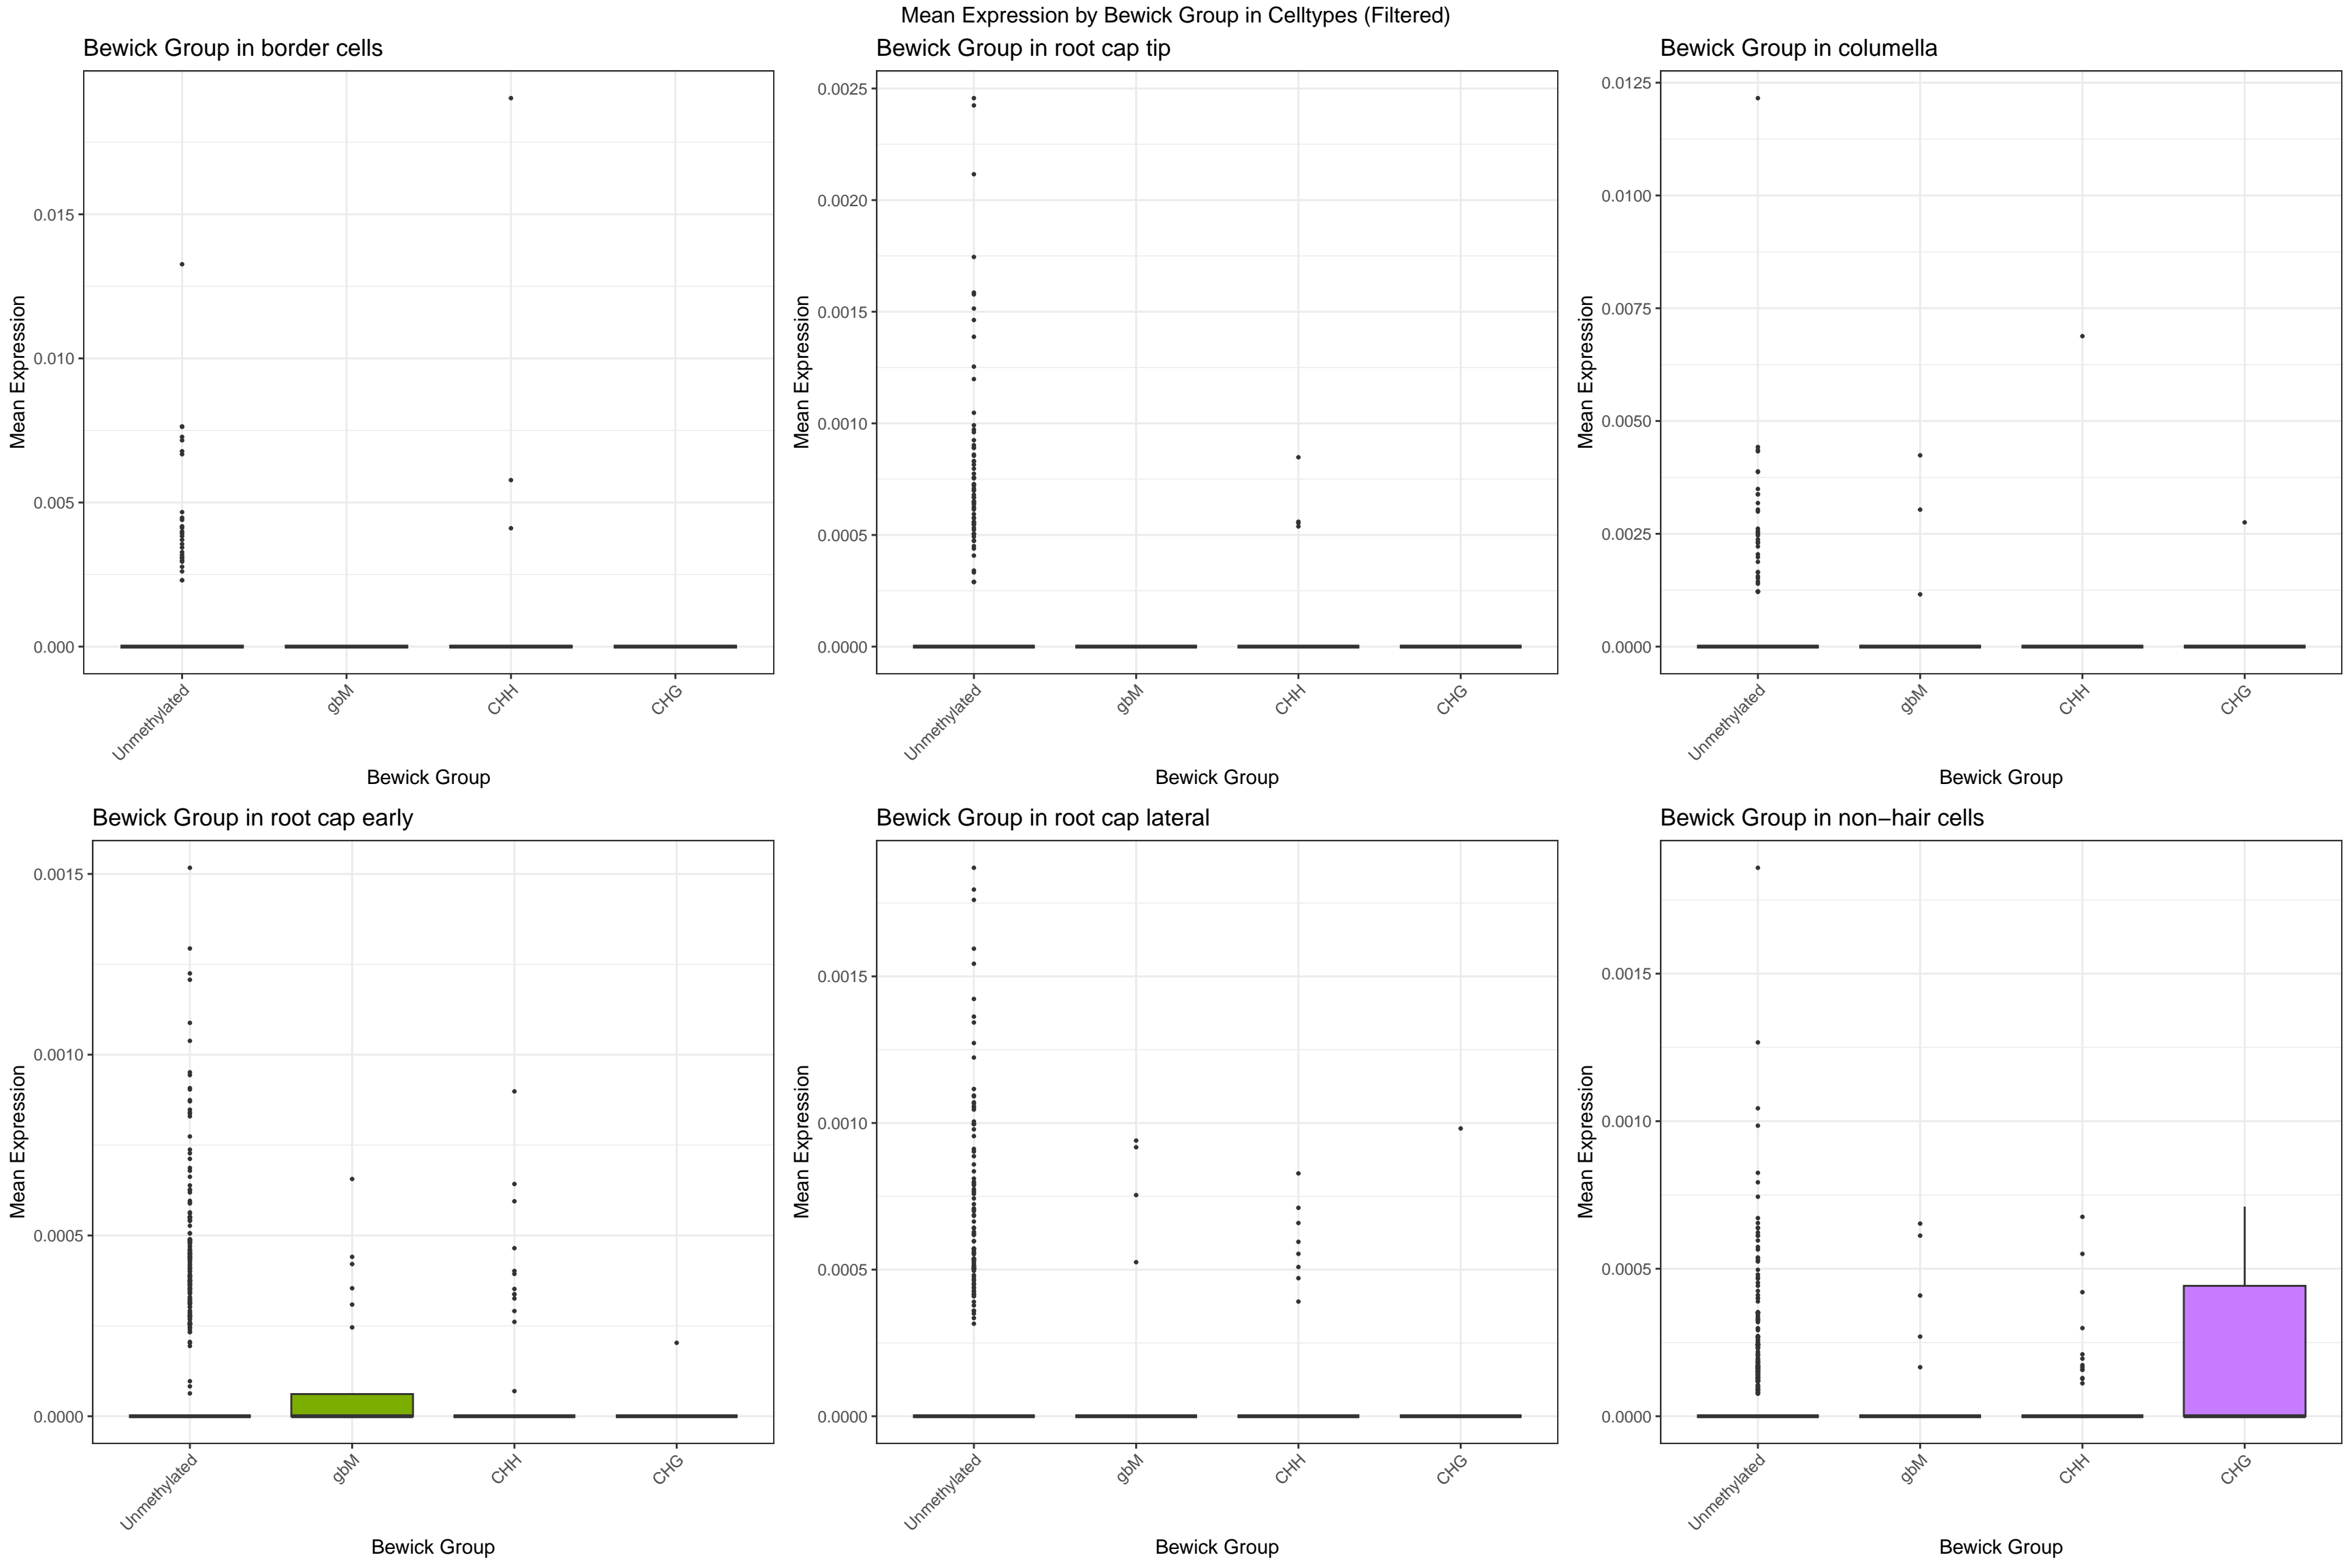 Mean Expression by Bewick Group in Celltypes (Filtered)
Bewick Group in border cells
Mean Expression
0.015
0.010
0.005
0.000
Unmethylated
gbM
CHH
CHG
Bewick Group
Bewick Group in root cap tip
Mean Expression
0.0025
0.0020
0.0015
0.0010
0.0005
0.0000
Unmethylated
gbM
CHH
CHG
Bewick Group
Bewick Group in columella
Mean Expression
0.0125
0.0100
0.0075
0.0050
0.0025
0.0000
Unmethylated
gbM
CHH
CHG
Bewick Group
Bewick Group in root cap early
Mean Expression
0.0015
0.0010
0.0005
0.0000
Unmethylated
gbM
CHH
CHG
Bewick Group
Bewick Group in root cap lateral
Mean Expression
0.0015
0.0010
0.0005
0.0000
Unmethylated
gbM
CHH
CHG
Bewick Group
Bewick Group in non−hair cells
Mean Expression
0.0015
0.0010
0.0005
0.0000
Unmethylated
gbM
CHH
CHG
Bewick Group